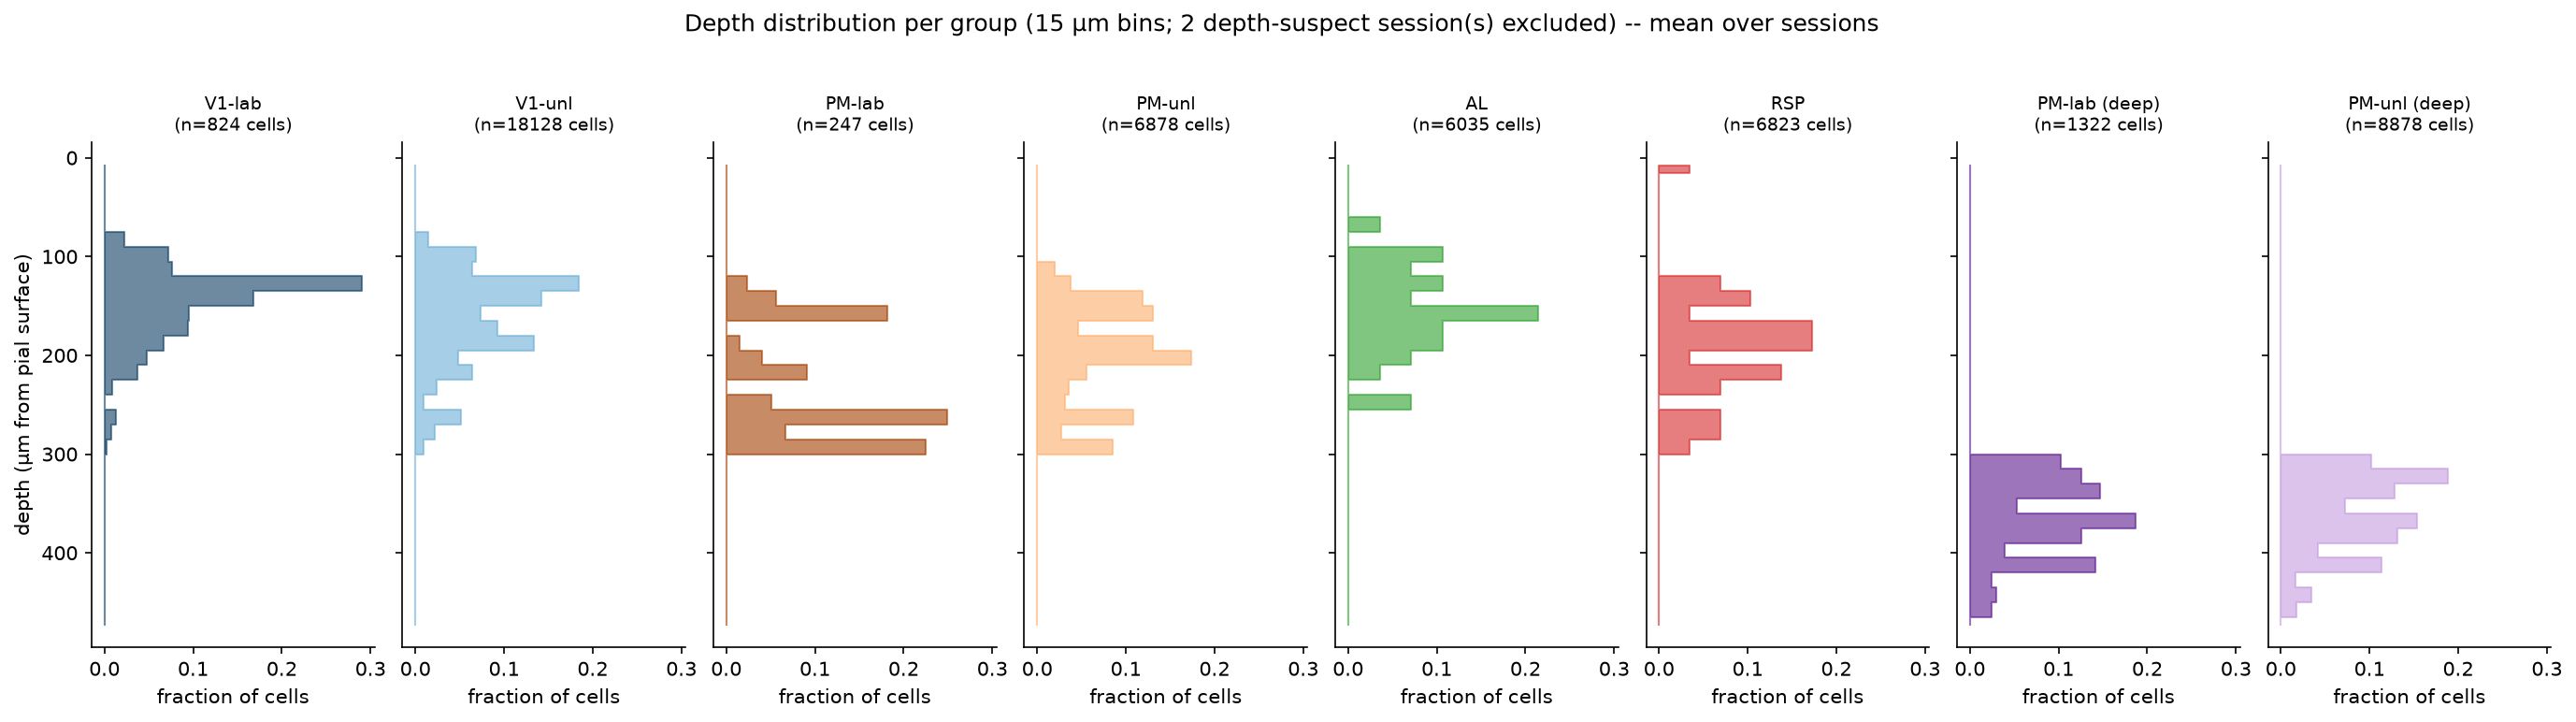 Depth distribution per group (15 µm bins; 2 depth-suspect session(s) excluded) -- mean over sessions
V1-lab
(n=824 cells)
V1-unl
(n=18128 cells)
PM-lab
(n=247 cells)
PM-unl
(n=6878 cells)
AL
(n=6035 cells)
RSP
(n=6823 cells)
PM-lab (deep)
(n=1322 cells)
PM-unl (deep)
(n=8878 cells)
depth (µm from pial surface)
0
100
200
300
400
0.0 0.1 0.2 0.3
fraction of cells
0.0 0.1 0.2 0.3
fraction of cells
0.0 0.1 0.2 0.3
fraction of cells
0.0 0.1 0.2 0.3
fraction of cells
0.0 0.1 0.2 0.3
fraction of cells
0.0 0.1 0.2 0.3
fraction of cells
0.0 0.1 0.2 0.3
fraction of cells
0.0 0.1 0.2 0.3
fraction of cells